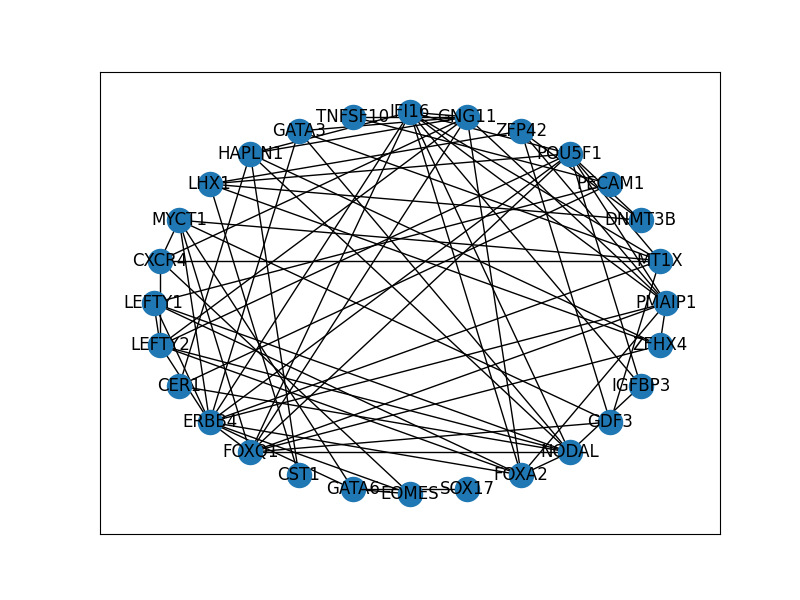 IFI16
TNFSF10
GNG11
GATA3
ZFP42
HAPLN1
POU5F1
LHX1
PECAM1
MYCT1
DNMT3B
CXCR4
MT1X
LEFTY1
PMAIP1
LEFTY2
ZFHX4
CER1
IGFBP3
ERBB4
GDF3
FOXQ1
NODAL
CST1
FOXA2
GATA6
SOX17
EOMES